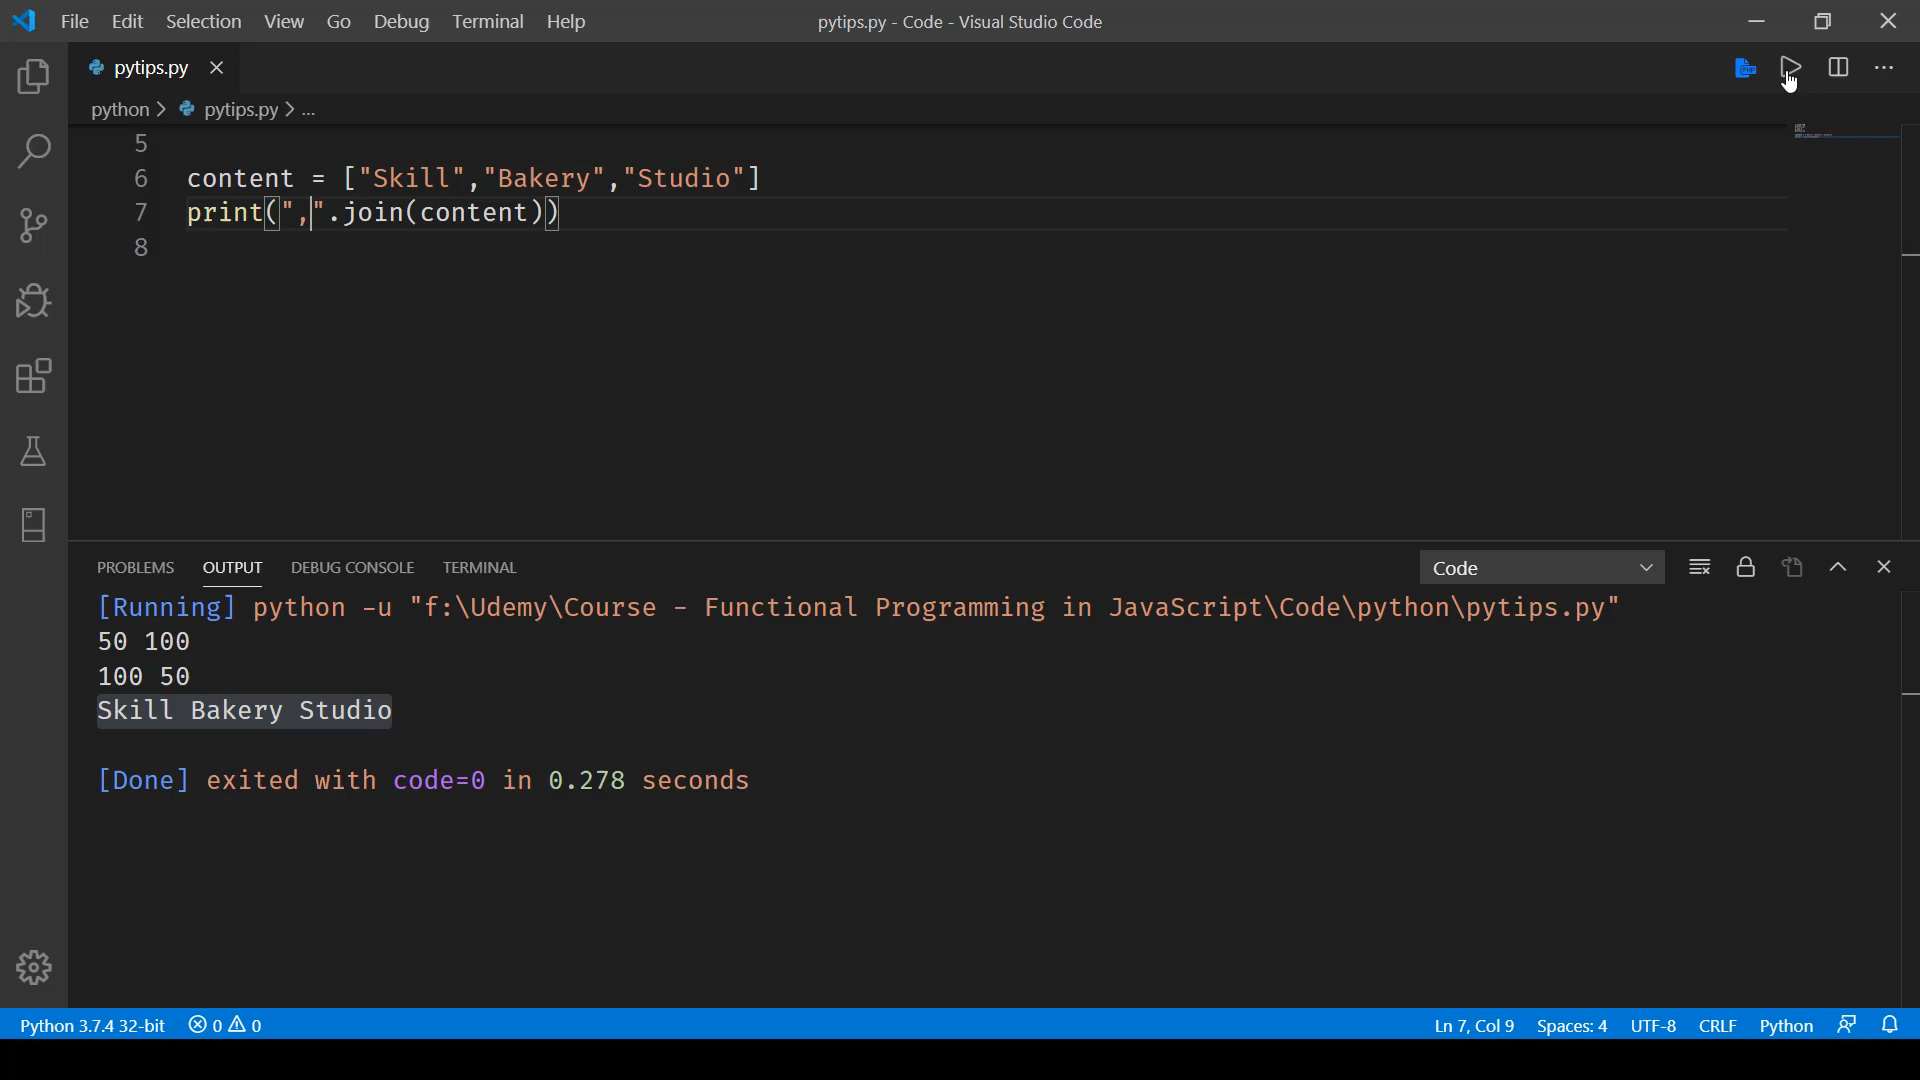 File Edit Selection View Go Debug Terminal Help pytips.py - Code - Visual Studio Code
pytips.py
python > pytips.py > ...
5
6 content = ["Skill","Bakery","Studio"]
7 print(",".join(content))
8
PROBLEMS OUTPUT DEBUG CONSOLE TERMINAL Code
[Running] python -u "f:\Udemy\Course - Functional Programming in JavaScript\Code\python\pytips.py"
50 100
100 50
Skill Bakery Studio
[Done] exited with code=0 in 0.278 seconds
Python 3.7.4 32-bit 0 0 Ln 7, Col 9 Spaces: 4 UTF-8 CRLF Python